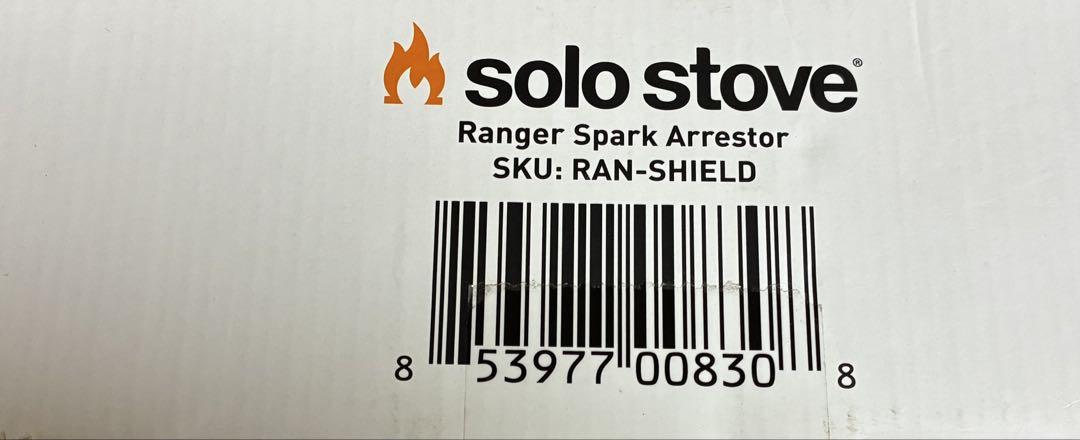 solo stove®
Ranger Spark Arrestor
SKU: RAN-SHIELD
8 53977 00830 8